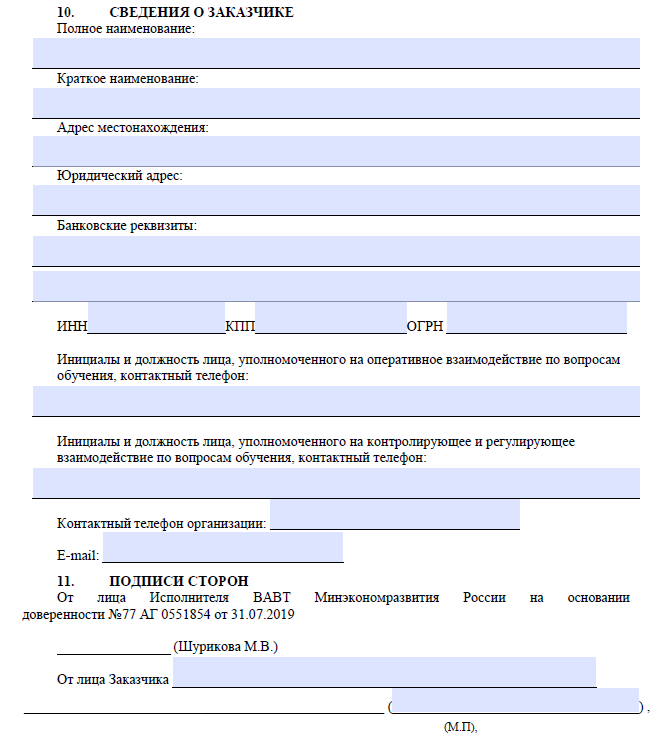 10. СВЕДЕНИЯ О ЗАКАЗЧИКЕ
Полное наименование:
Краткое наименование:
Адрес местонахождения:
Юридический адрес:
Банковские реквизиты:
ИНН КПП ОГРН
Инициалы и должность лица, уполномоченного на оперативное взаимодействие по вопросам
обучения, контактный телефон:
Инициалы и должность лица, уполномоченного на контролирующее и регулирующее
взаимодействие по вопросам обучения, контактный телефон:
Контактный телефон организации:
E-mail:
11. ПОДПИСИ СТОРОН
От лица Исполнителя ВАВТ Минэкономразвития России на основании
доверенности №77 АГ 0551854 от 31.07.2019
(Шурикова М.В.)
От лица Заказчика
( ) ,
(М.П),